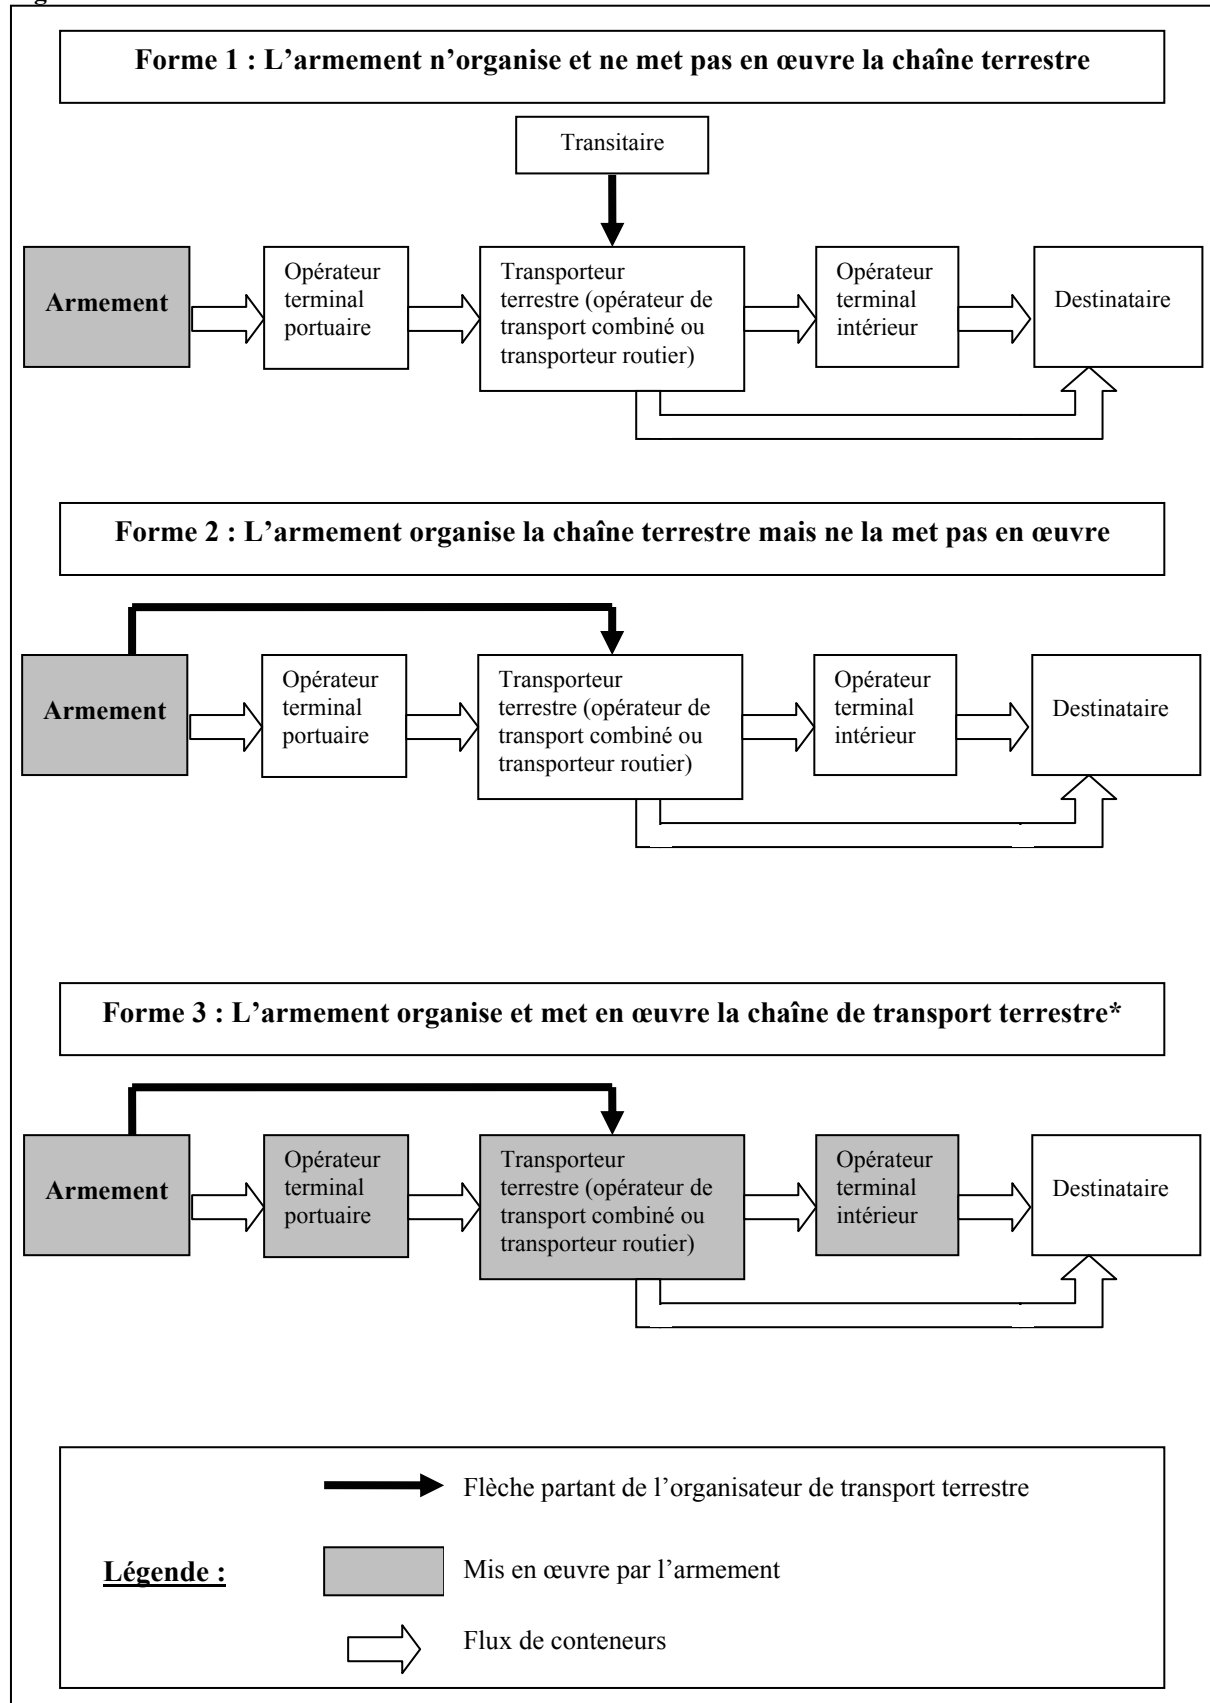 Forme 1 : L’armement n’organise et ne met pas en œuvre la chaîne terrestre
Transitaire
Armement
Opérateur
terminal
portuaire
Transporteur
terrestre (opérateur de
transport combiné ou
transporteur routier)
Opérateur
terminal
intérieur
Destinataire
Forme 2 : L’armement organise la chaîne terrestre mais ne la met pas en œuvre
Armement
Opérateur
terminal
portuaire
Transporteur
terrestre (opérateur de
transport combiné ou
transporteur routier)
Opérateur
terminal
intérieur
Destinataire
Forme 3 : L’armement organise et met en œuvre la chaîne de transport terrestre*
Armement
Opérateur
terminal
portuaire
Transporteur
terrestre (opérateur de
transport combiné ou
transporteur routier)
Opérateur
terminal
intérieur
Destinataire
Flèche partant de l’organisateur de transport terrestre
Légende :
Mis en œuvre par l’armement
Flux de conteneurs